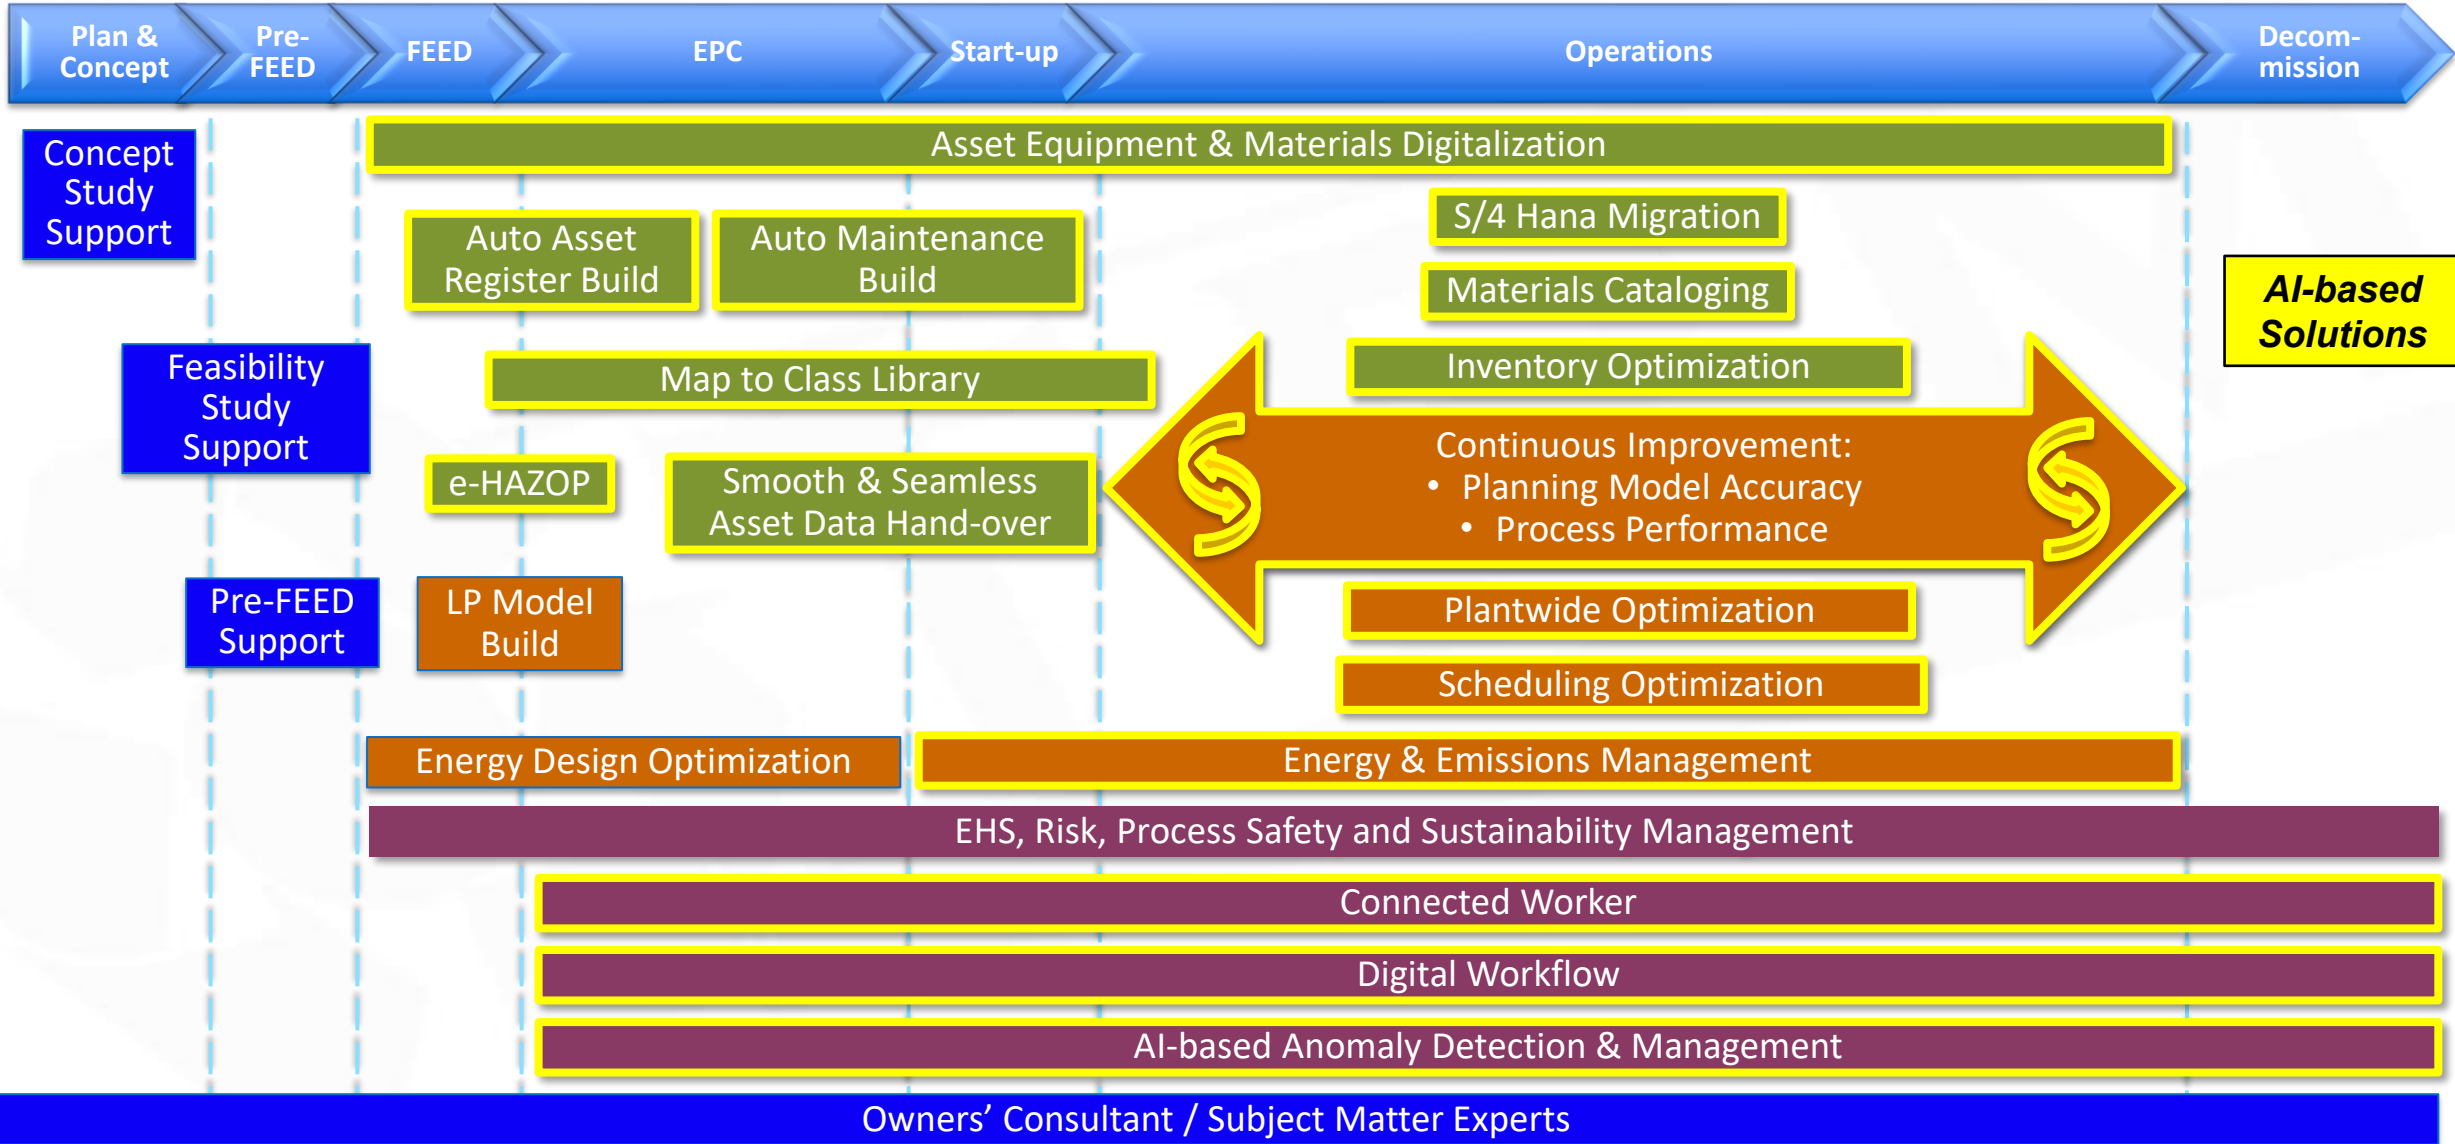 Plan &
Concept
Pre-
FEED
FEED
EPC
Start-up
Operations
Decom-
mission
Concept
Study
Support
Asset Equipment & Materials Digitalization
Auto Asset
Register Build
Auto Maintenance
Build
S/4 Hana Migration
Materials Cataloging
AI-based
Solutions
Feasibility
Study
Support
Map to Class Library
Inventory Optimization
e-HAZOP
Smooth & Seamless
Asset Data Hand-over
Continuous Improvement:
• Planning Model Accuracy
• Process Performance
Pre-FEED
Support
LP Model
Build
Plantwide Optimization
Scheduling Optimization
Energy Design Optimization
Energy & Emissions Management
EHS, Risk, Process Safety and Sustainability Management
Connected Worker
Digital Workflow
AI-based Anomaly Detection & Management
Owners’ Consultant / Subject Matter Experts